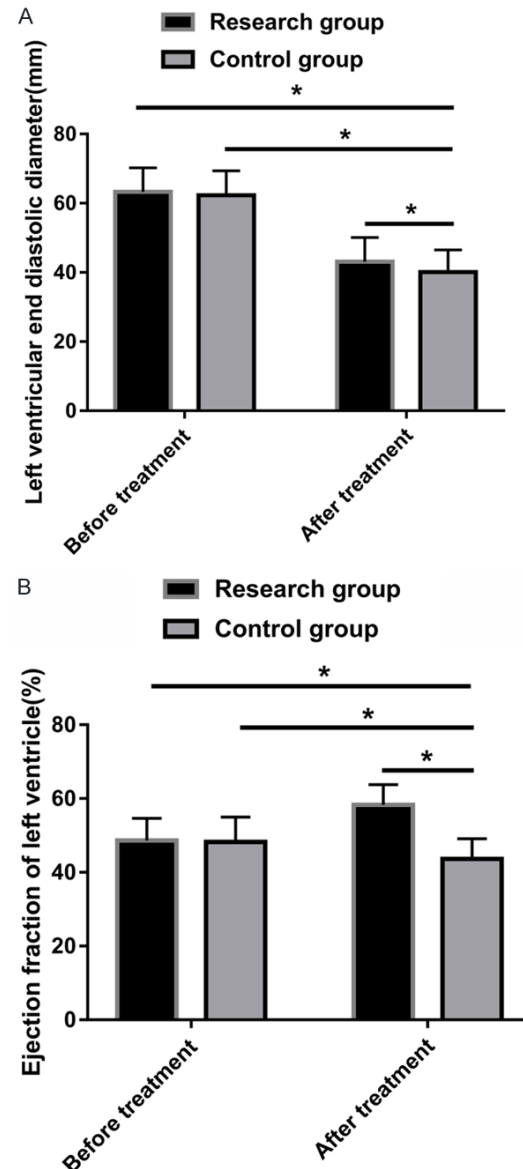 A
Research group
Control group
Left ventricular end diastolic diameter(mm)
*
*
*
80
60
40
20
0
Before treatment
After treatment
B
Research group
Control group
Ejection fraction of left ventricle(%)
*
*
*
80
60
40
20
0
Before treatment
After treatment